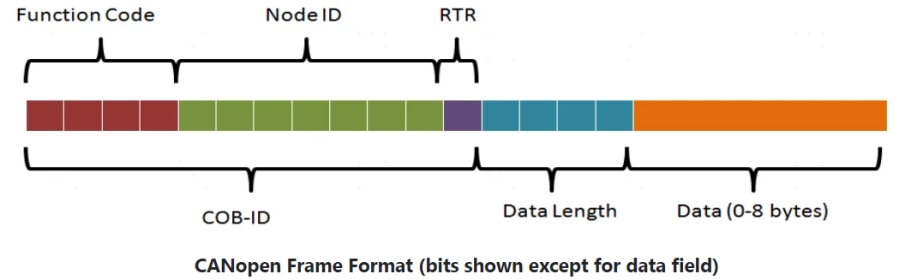 Function Code Node ID RTR
COB-ID Data Length Data (0-8 bytes)
CANopen Frame Format (bits shown except for data field)